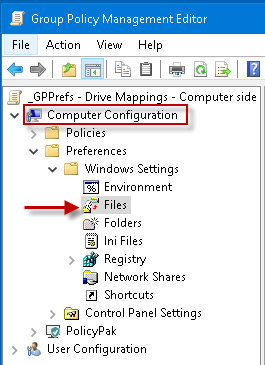 Group Policy Management Editor
File Action View Help
_GPPrefs - Drive Mappings - Computer side
Computer Configuration
Policies
Preferences
Windows Settings
Environment
Files
Folders
Ini Files
Registry
Network Shares
Shortcuts
Control Panel Settings
PolicyPak
User Configuration